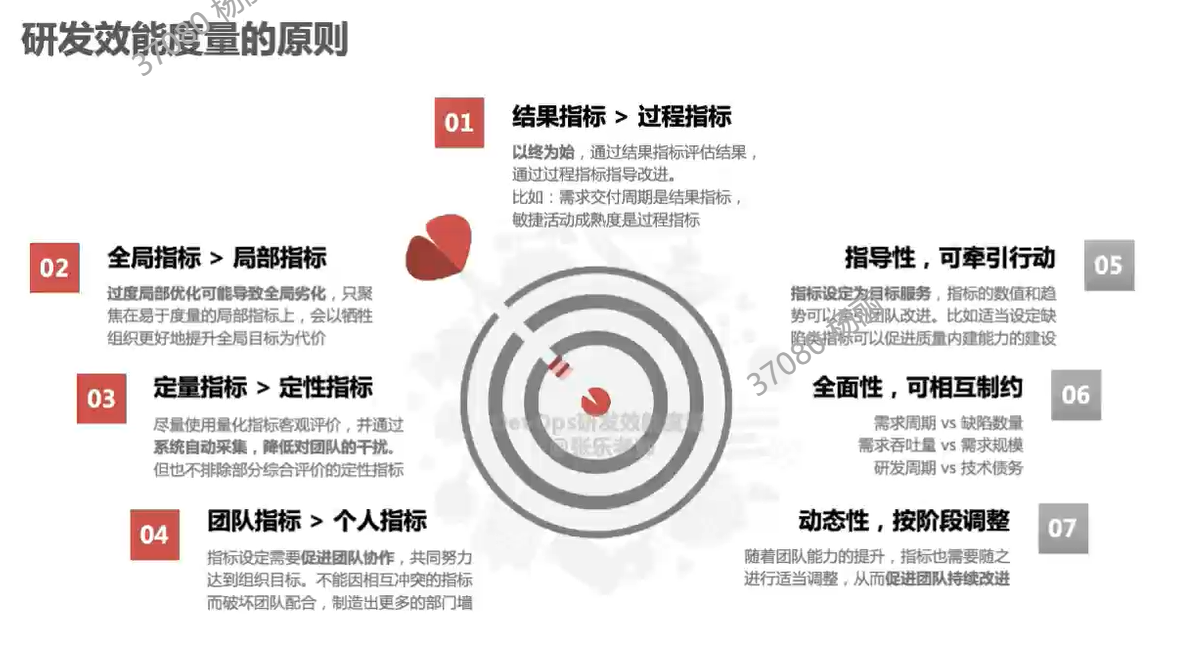 研发效能度量的原则
37080 杨丽
01
结果指标 > 过程指标
以终为始，通过结果指标评估结果，
通过过程指标指导改进。
比如：需求交付周期是结果指标，
敏捷活动成熟度是过程指标
02
全局指标 > 局部指标
过度局部优化可能导致全局劣化，只聚
焦在易于度量的局部指标上，会以牺牲
组织更好地提升全局目标为代价
03
定量指标 > 定性指标
尽量使用量化指标客观评价，并通过
系统自动采集，降低对团队的干扰。
但也不排除部分综合评价的定性指标
04
团队指标 > 个人指标
指标设定需要促进团队协作，共同努力
达到组织目标。不能因相互冲突的指标
而破坏团队配合，制造出更多的部门墙
DevOps研发效能度量
@张乐老师
指导性，可牵引行动
05
指标设定为目标服务，指标的数值和趋
势可以牵引团队改进。比如适当设定缺
陷类指标可以促进质量内建能力的建设
37080 杨丽
全面性，可相互制约
06
需求周期 vs 缺陷数量
需求吞吐量 vs 需求规模
研发周期 vs 技术债务
动态性，按阶段调整
07
随着团队能力的提升，指标也需要随之
进行适当调整，从而促进团队持续改进